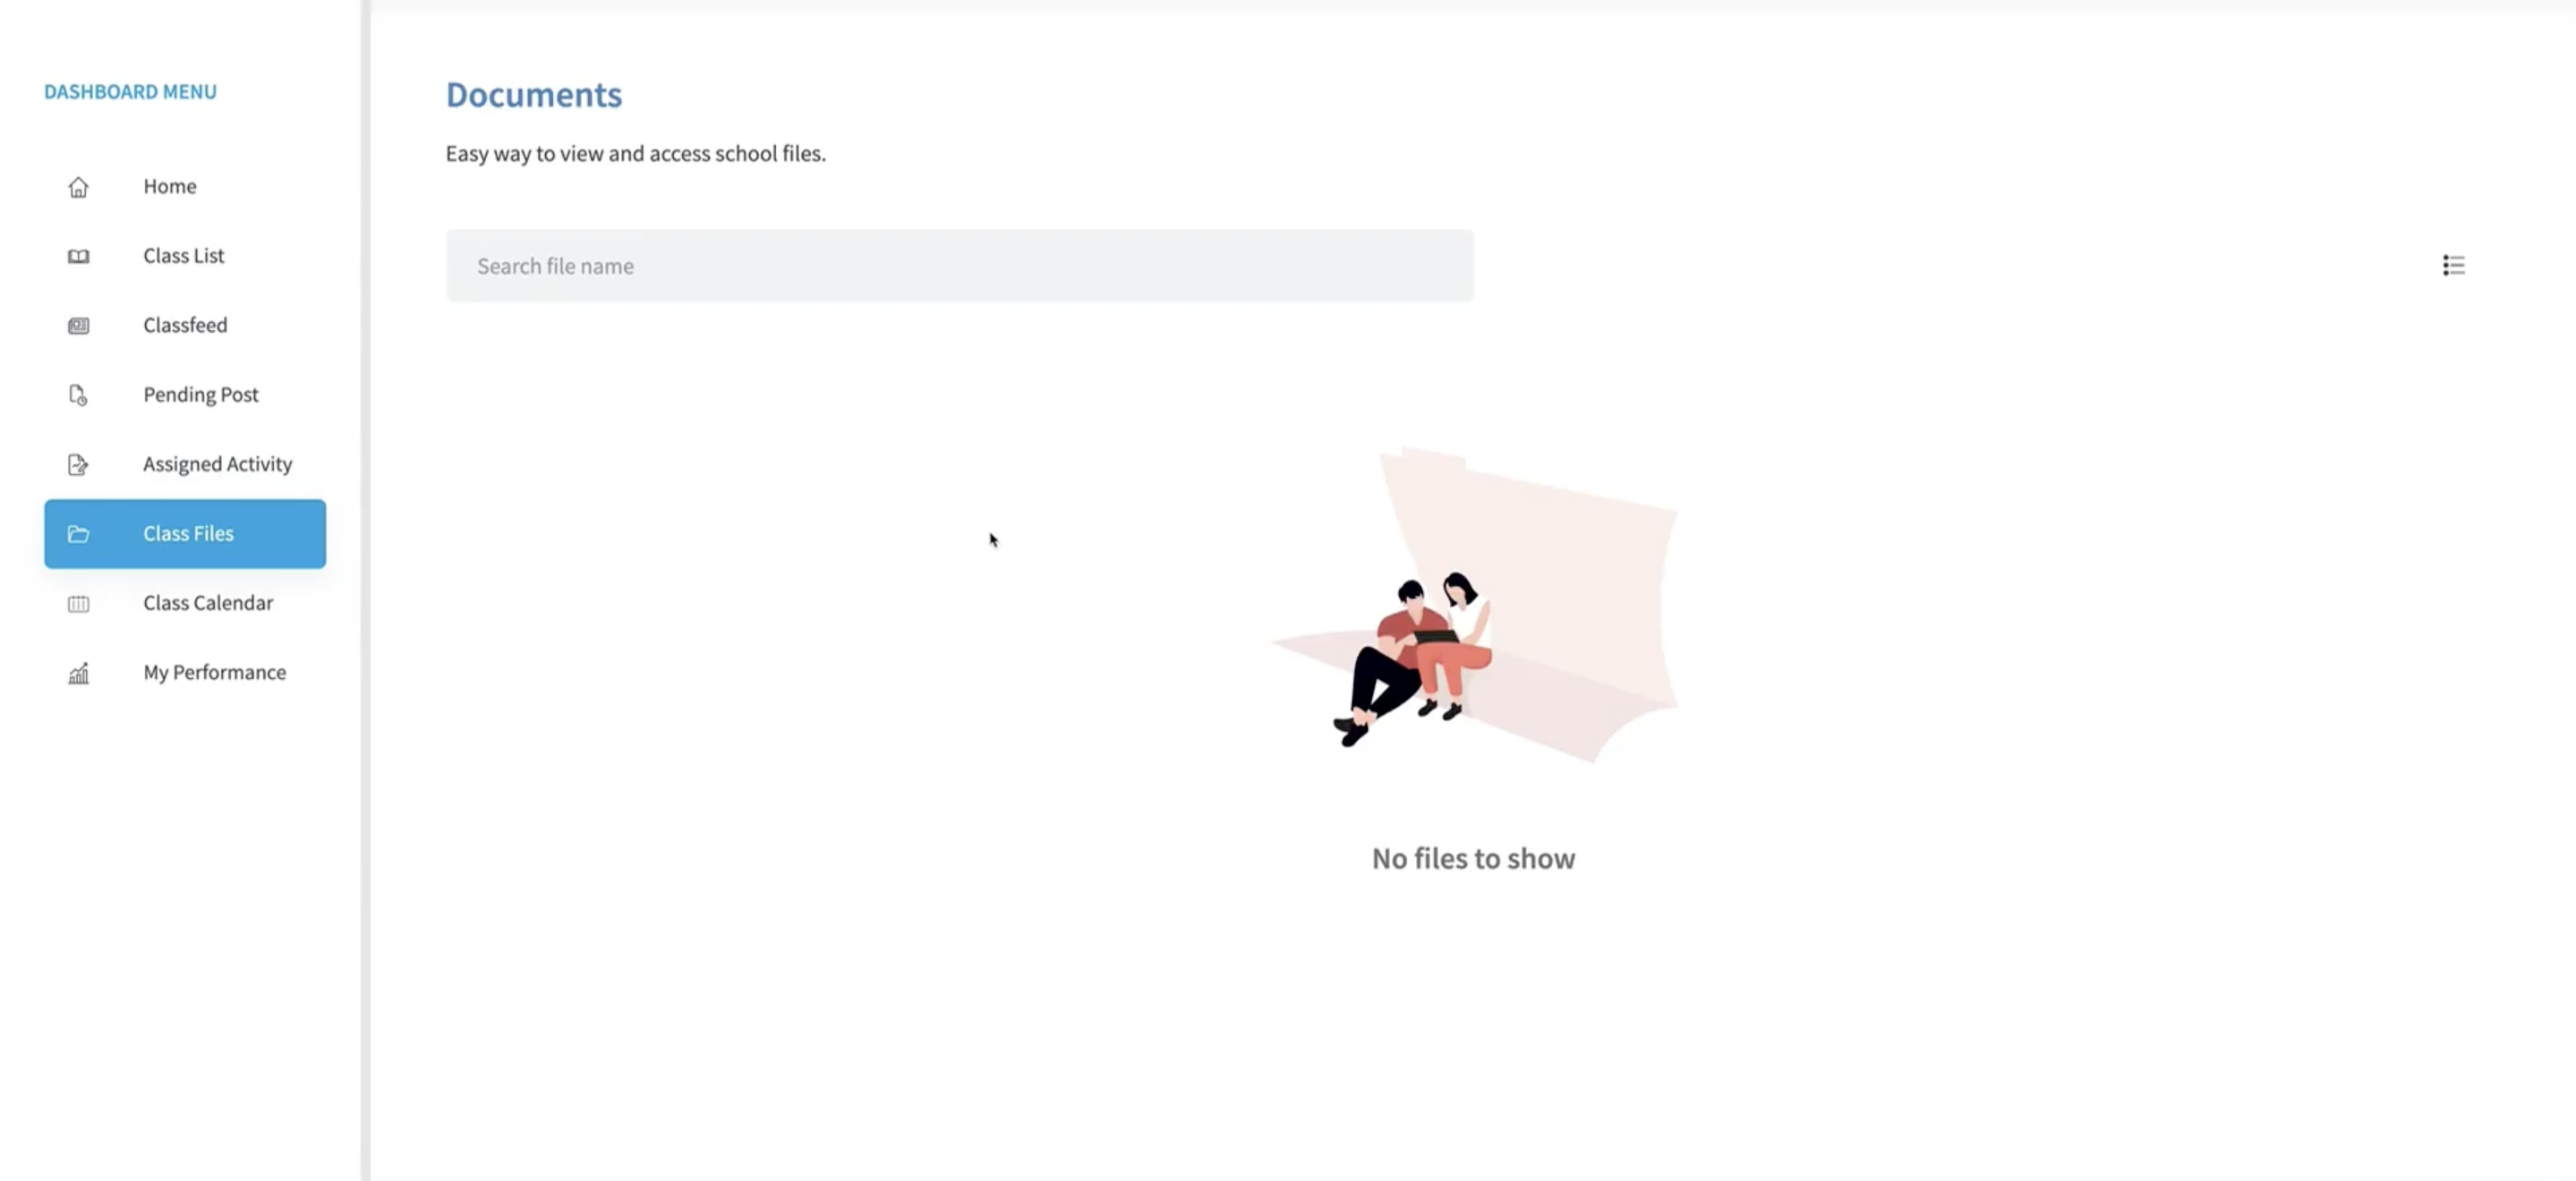 DASHBOARD MENU
Home
Class List
Classfeed
Pending Post
Assigned Activity
Class Files
Class Calendar
My Performance
Documents
Easy way to view and access school files.
Search file name
No files to show